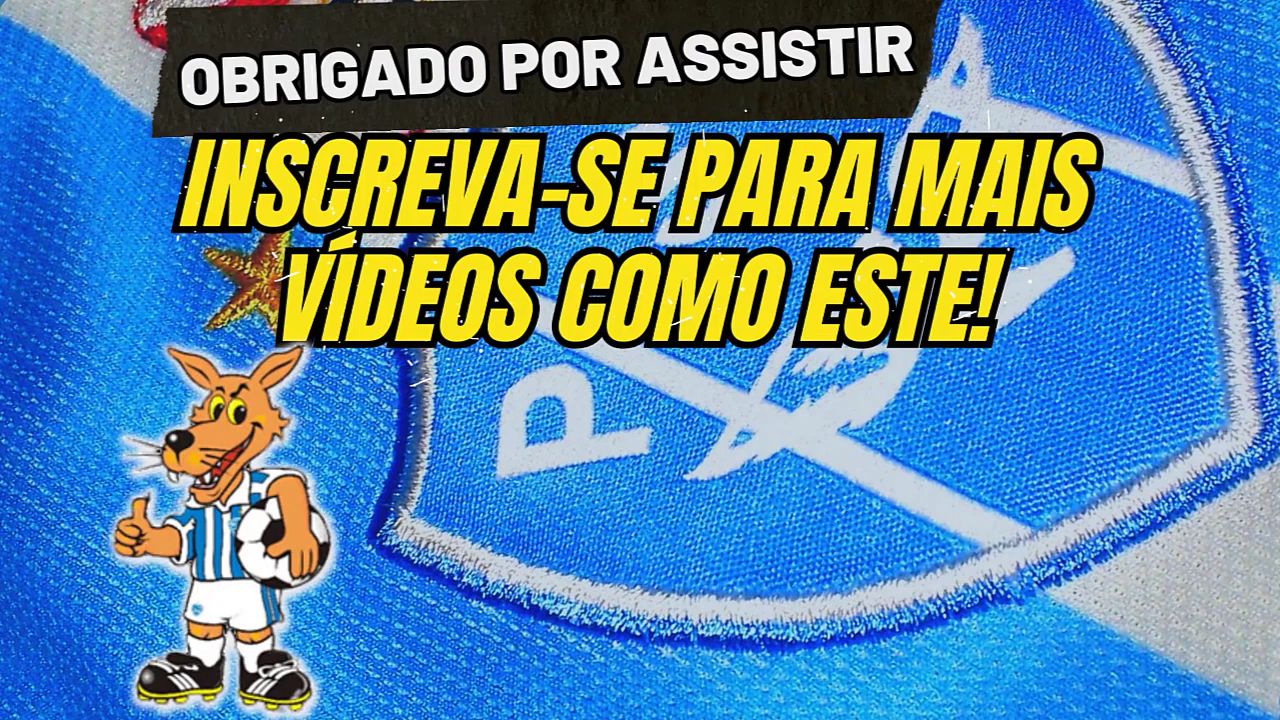 OBRIGADO POR ASSISTIR
INSCREVA-SE PARA MAIS
VÍDEOS COMO ESTE!
P